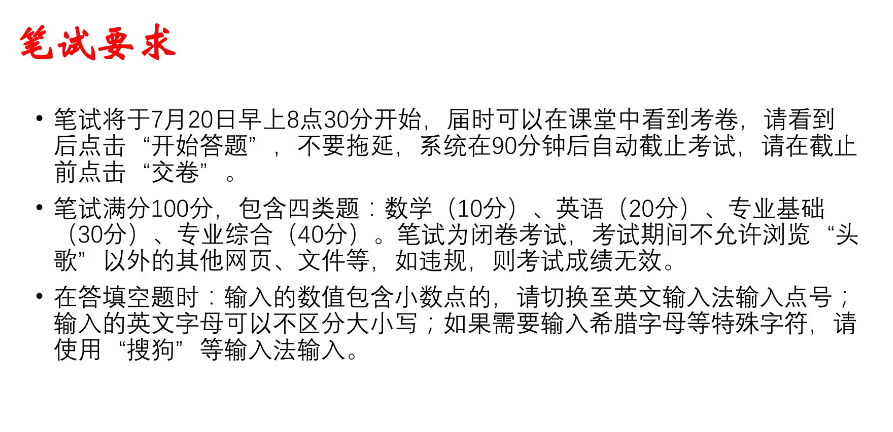 笔试要求
• 笔试将于7月20日早上8点30分开始，届时可以在课堂中看到考卷，请看到
后点击“开始答题”，不要拖延，系统在90分钟后自动截止考试，请在截止
前点击“交卷”。
• 笔试满分100分，包含四类题：数学（10分）、英语（20分）、专业基础
（30分）、专业综合（40分）。笔试为闭卷考试，考试期间不允许浏览“头
歌”以外的其他网页、文件等，如违规，则考试成绩无效。
• 在答填空题时：输入的数值包含小数点的，请切换至英文输入法输入点号；
输入的英文字母可以不区分大小写；如果需要输入希腊字母等特殊字符，请
使用“搜狗”等输入法输入。